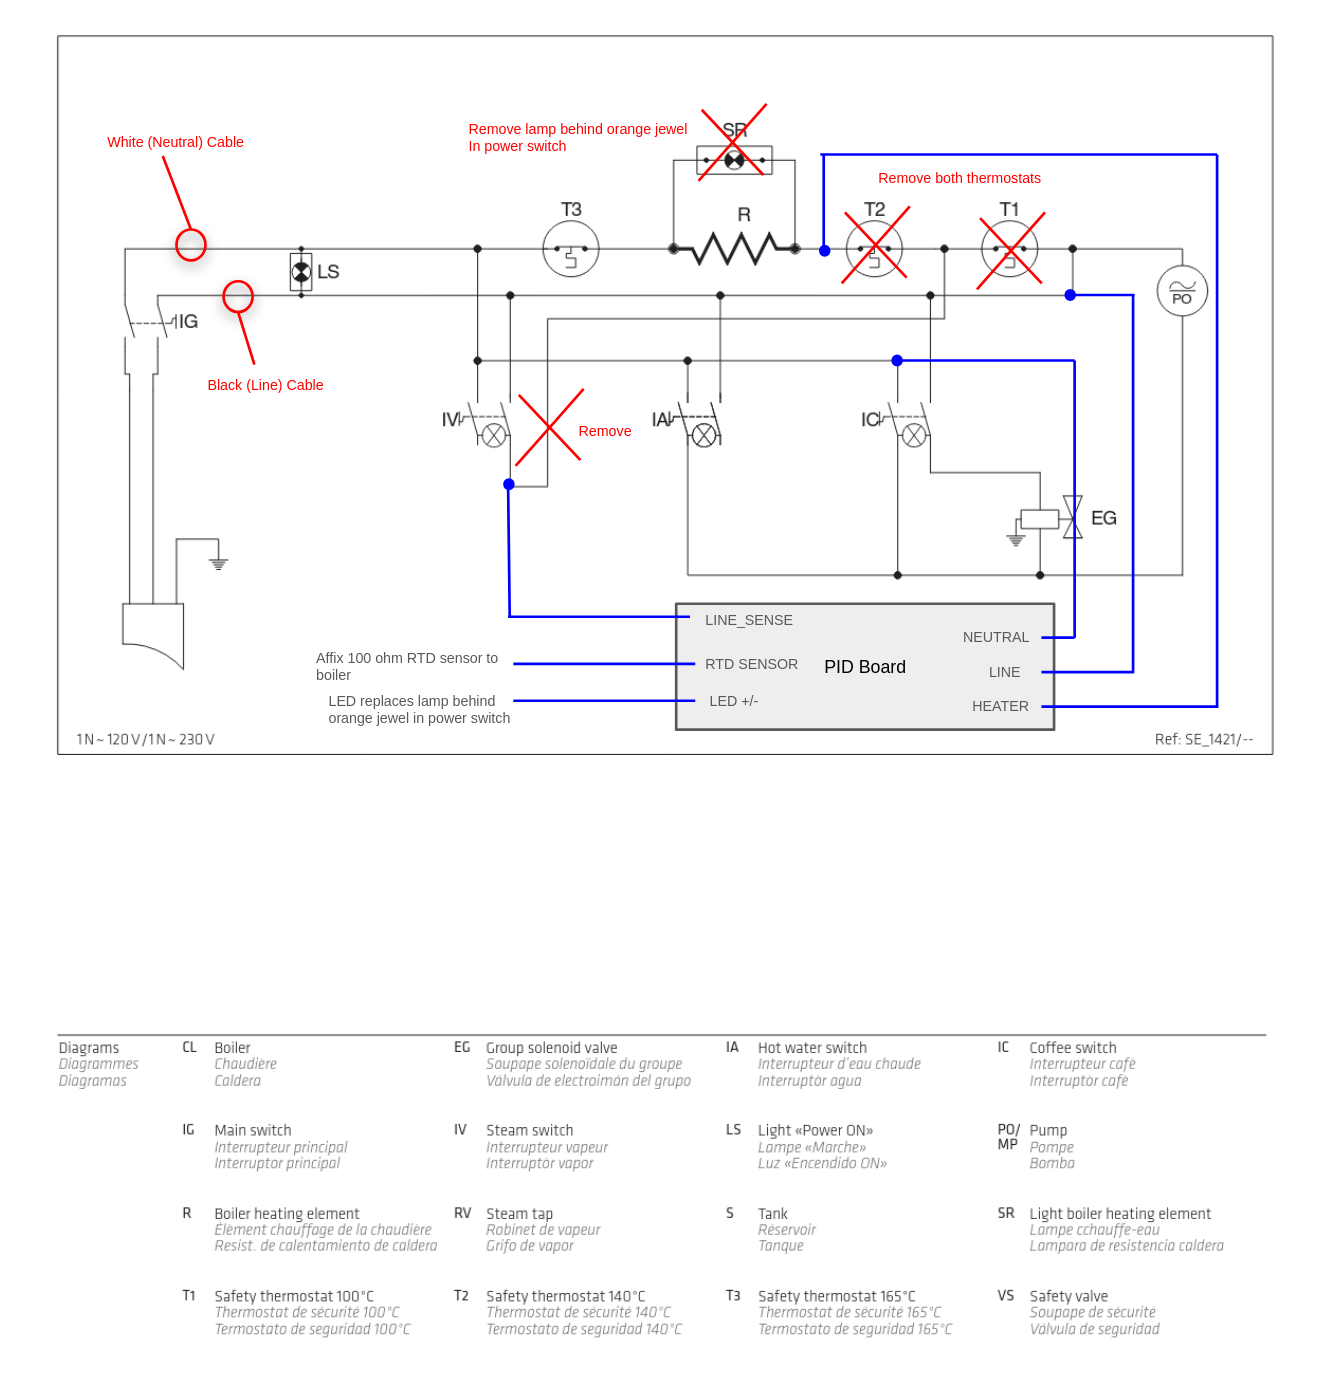 White (Neutral) Cable
Remove lamp behind orange jewel
In power switch
SR
Remove both thermostats
T3
R
T2
T1
LS
PO
IG
Black (Line) Cable
IV
Remove
IA
IC
EG
LINE_SENSE
NEUTRAL
Affix 100 ohm RTD sensor to
boiler
RTD SENSOR
PID Board
LINE
LED replaces lamp behind
orange jewel in power switch
LED +/-
HEATER
1 N ~ 120 V/1 N ~ 230 V
Ref: SE_1421/--
Diagrams
Diagrammes
Diagramas
CL Boiler
Chaudière
Caldera
EG Group solenoid valve
Soupape solenoïdale du groupe
Válvula de electroimán del grupo
IA Hot water switch
Interrupteur d'eau chaude
Interruptór agua
IC Coffee switch
Interrupteur cafè
Interruptòr cafè
IG Main switch
Interrupteur principal
Interruptor principal
IV Steam switch
Interrupteur vapeur
Interruptòr vapor
LS Light «Power ON»
Lampe «Marche»
Luz «Encendido ON»
PO/
MP Pump
Pompe
Bomba
R Boiler heating element
Élément chauffage de la chaudière
Resist. de calentamiento de caldera
RV Steam tap
Robinet de vapeur
Grifo de vapor
S Tank
Réservoir
Tanque
SR Light boiler heating element
Lampe cchauffe-eau
Lampara de resistencia caldera
T1 Safety thermostat 100°C
Thermostat de sécurité 100°C
Termostato de seguridad 100°C
T2 Safety thermostat 140°C
Thermostat de sécurité 140°C
Termostato de seguridad 140°C
T3 Safety thermostat 165°C
Thermostat de sécurité 165°C
Termostato de seguridad 165°C
VS Safety valve
Soupape de sécurité
Válvula de seguridad